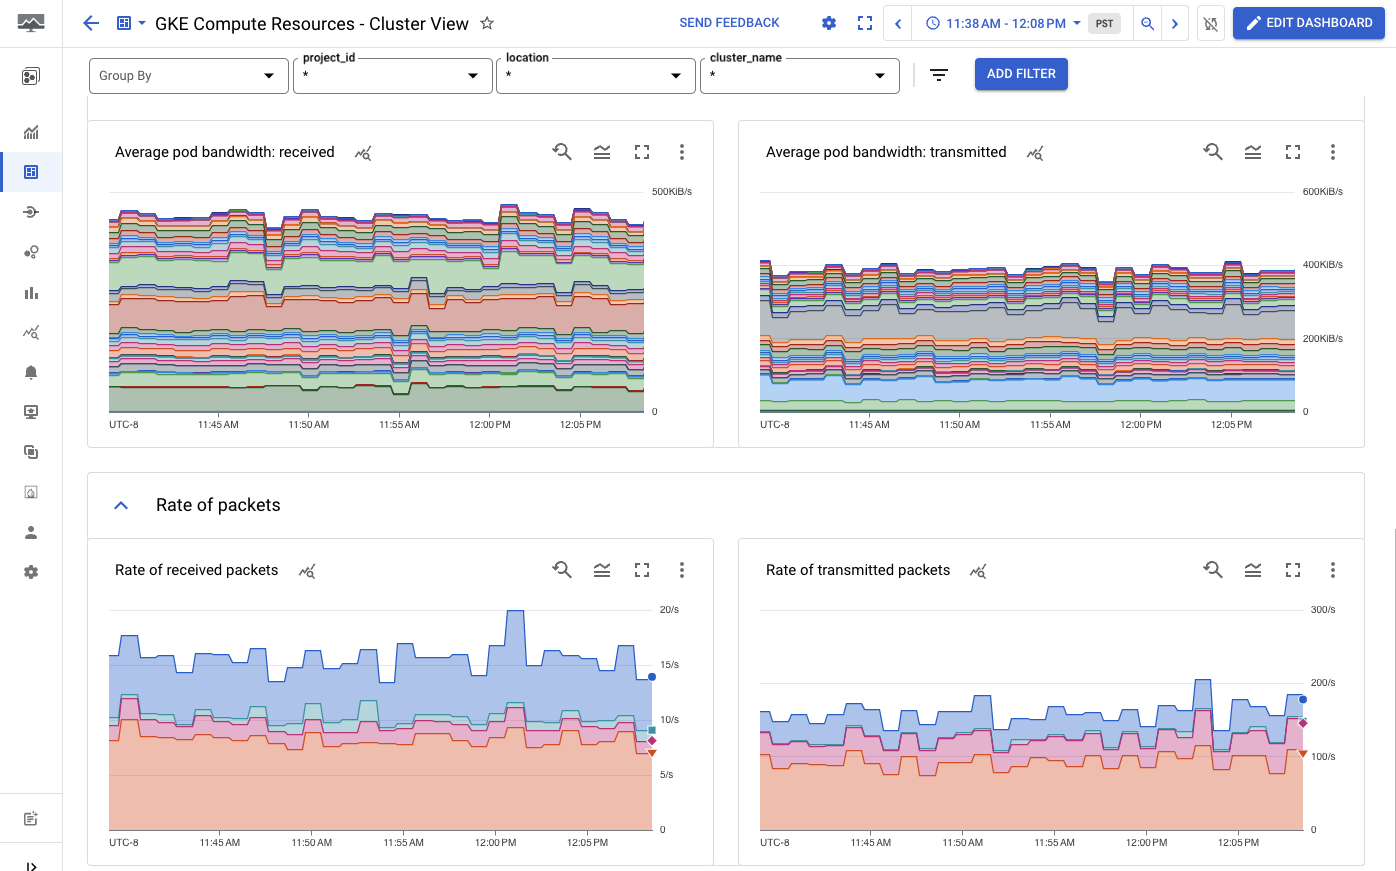 GKE Compute Resources - Cluster View
SEND FEEDBACK
11:38 AM - 12:08 PM
PST
EDIT DASHBOARD
Group By
project_id
*
location
*
cluster_name
*
ADD FILTER
Average pod bandwidth: received
500KiB/s
0
UTC-8
11:45 AM
11:50 AM
11:55 AM
12:00 PM
12:05 PM
Average pod bandwidth: transmitted
600KiB/s
400KiB/s
200KiB/s
0
UTC-8
11:45 AM
11:50 AM
11:55 AM
12:00 PM
12:05 PM
Rate of packets
Rate of received packets
20/s
15/s
10/s
5/s
0
UTC-8
11:45 AM
11:50 AM
11:55 AM
12:00 PM
12:05 PM
Rate of transmitted packets
300/s
200/s
100/s
0
UTC-8
11:45 AM
11:50 AM
11:55 AM
12:00 PM
12:05 PM